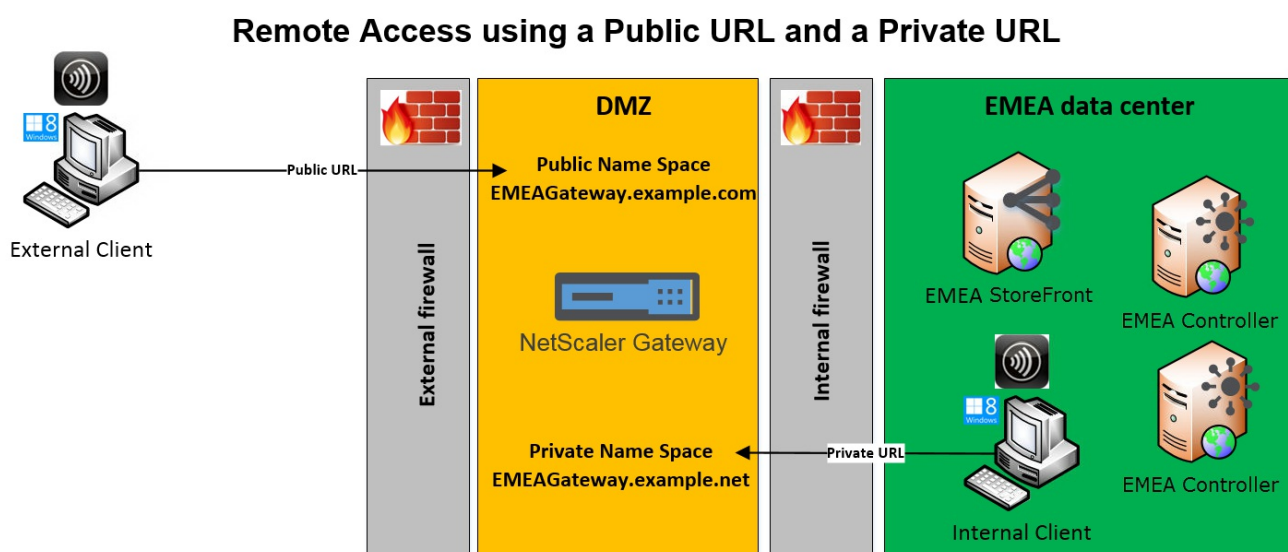 Remote Access using a Public URL and a Private URL
8
Windows
External Client
Public URL
External firewall
DMZ
Public Name Space
EMEAGateway.example.com
NetScaler Gateway
Private Name Space
EMEAGateway.example.net
Internal firewall
EMEA data center
EMEA StoreFront
EMEA Controller
8
Windows
Private URL
Internal Client
EMEA Controller